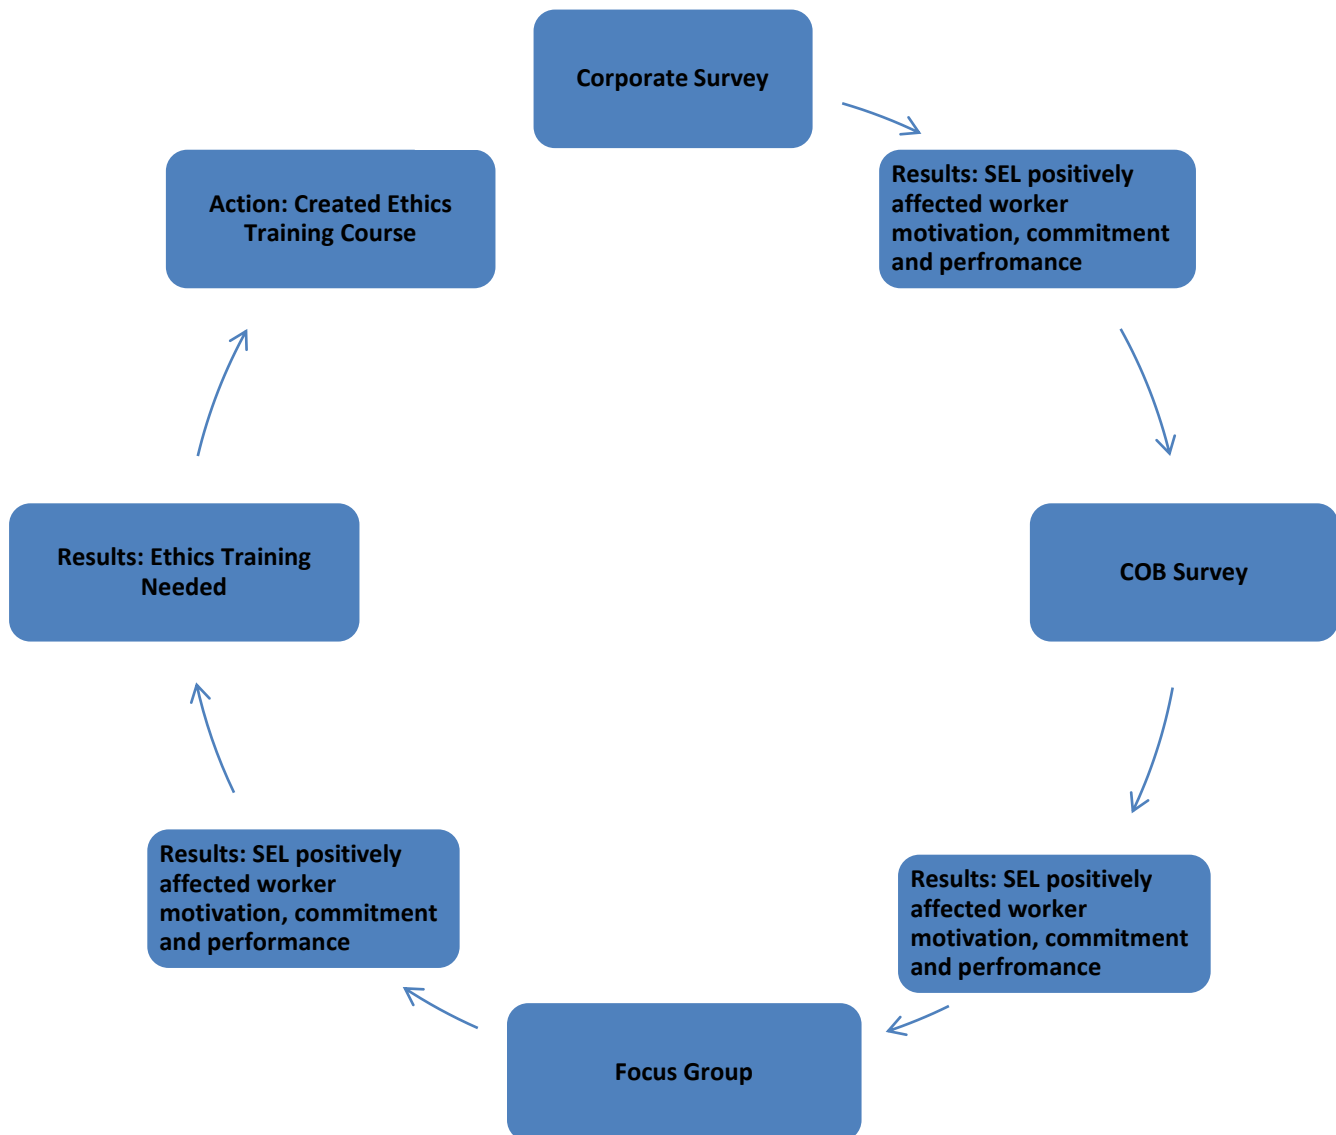 Corporate Survey
Results: SEL positively
affected worker
motivation, commitment
and perfromance
COB Survey
Results: SEL positively
affected worker
motivation, commitment
and perfromance
Focus Group
Results: SEL positively
affected worker
motivation, commitment
and performance
Results: Ethics Training
Needed
Action: Created Ethics
Training Course